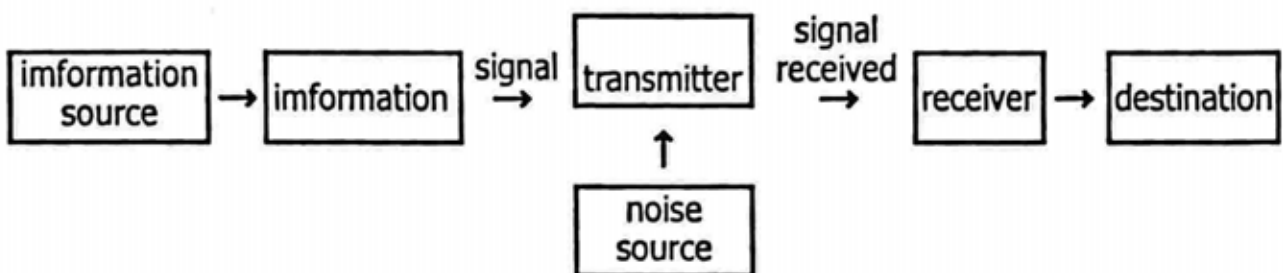 imformation
source
imformation
signal
transmitter
signal
received
receiver
destination
noise
source